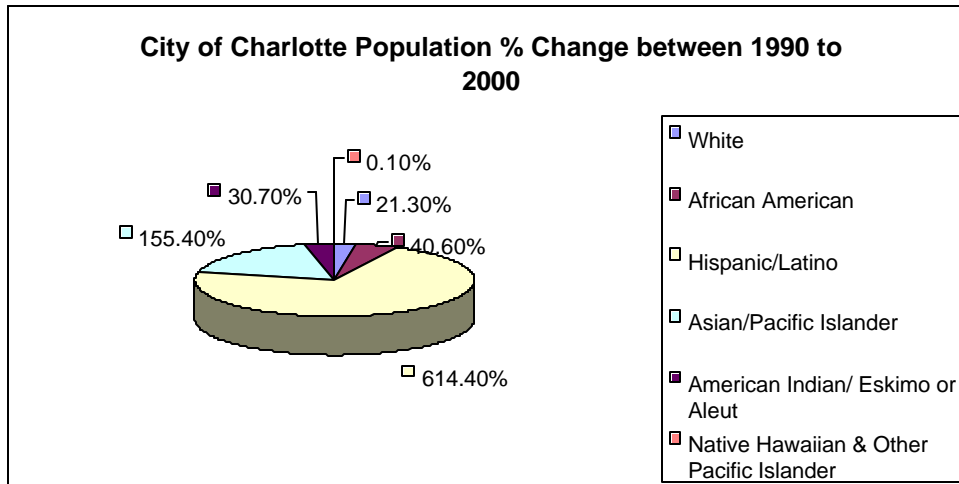 City of Charlotte Population % Change between 1990 to
2000
0.10%
30.70%
21.30%
155.40%
40.60%
614.40%
White
African American
Hispanic/Latino
Asian/Pacific Islander
American Indian/ Eskimo or
Aleut
Native Hawaiian & Other
Pacific Islander